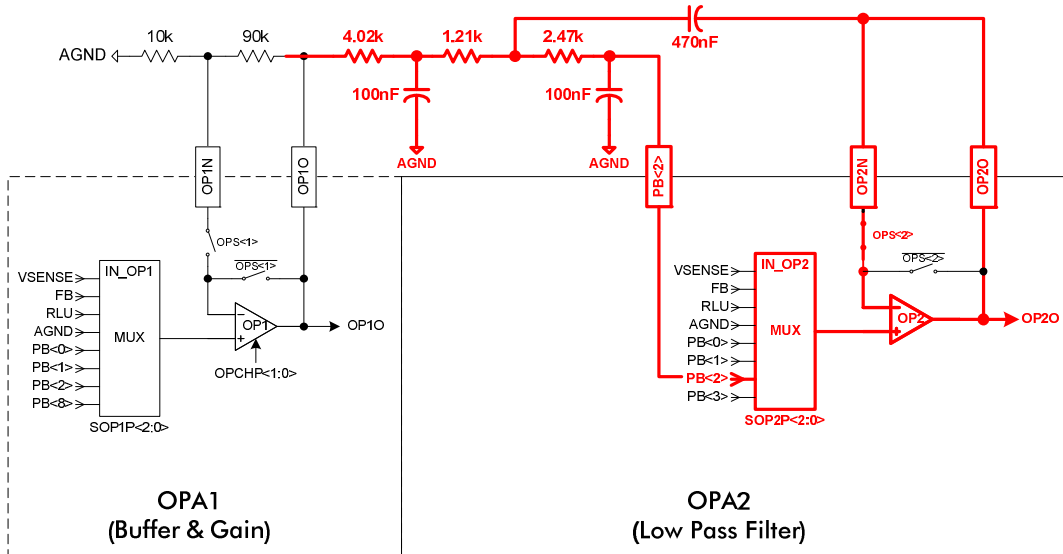 10k
90k
4.02k
1.21k
2.47k
470nF
AGND
100nF
100nF
AGND
AGND
OP1N
OP1O
PB<2>
OP2N
OP2O
OPS<1>
OPS<1>
OPS<2>
OPS<2>
IN_OP1
VSENSE
FB
RLU
AGND
MUX
PB<0>
PB<1>
PB<2>
PB<8>
SOP1P<2:0>
OP1
OP1O
OPCHP<1:0>
IN_OP2
VSENSE
FB
RLU
AGND
MUX
PB<0>
PB<1>
PB<2>
PB<3>
SOP2P<2:0>
OP2
OP2O
OPA1
(Buffer & Gain)
OPA2
(Low Pass Filter)